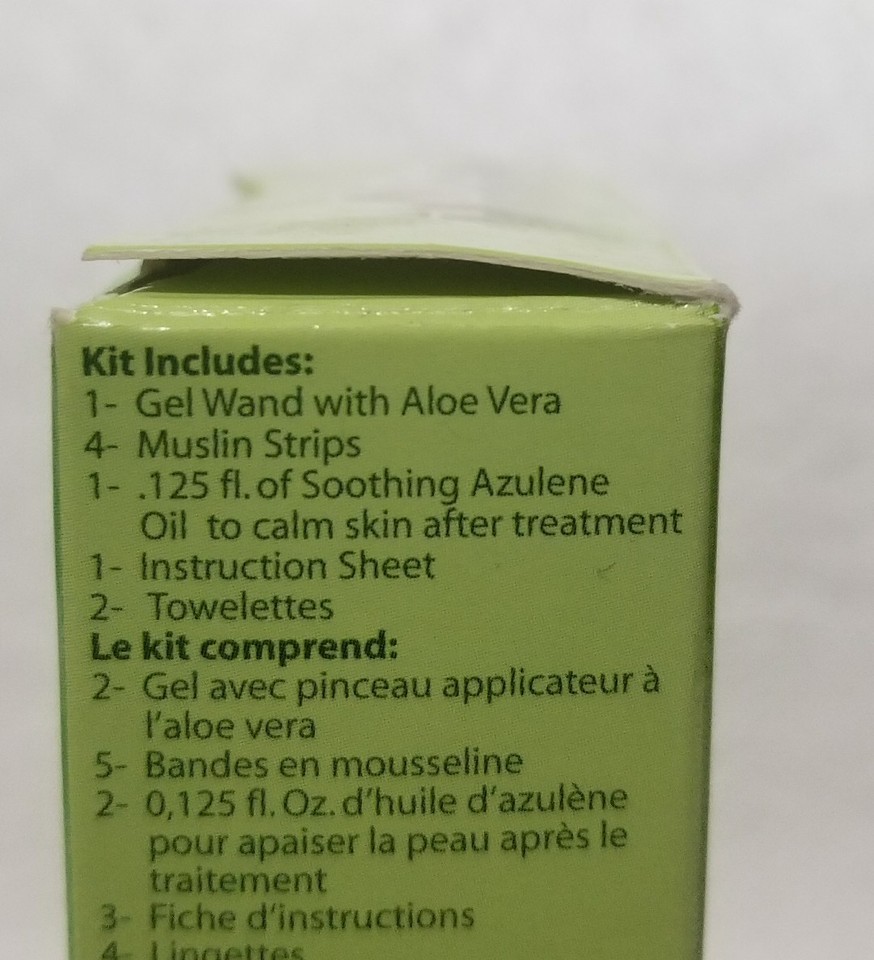 Kit Includes:
1- Gel Wand with Aloe Vera
4- Muslin Strips
1- .125 fl. of Soothing Azulene
Oil to calm skin after treatment
1- Instruction Sheet
2- Towelettes
Le kit comprend:
2- Gel avec pinceau applicateur à
l'aloe vera
5- Bandes en mousseline
2- 0,125 fl. Oz. d'huile d'azulène
pour apaiser la peau après le
traitement
3- Fiche d'instructions
4- Lingettes